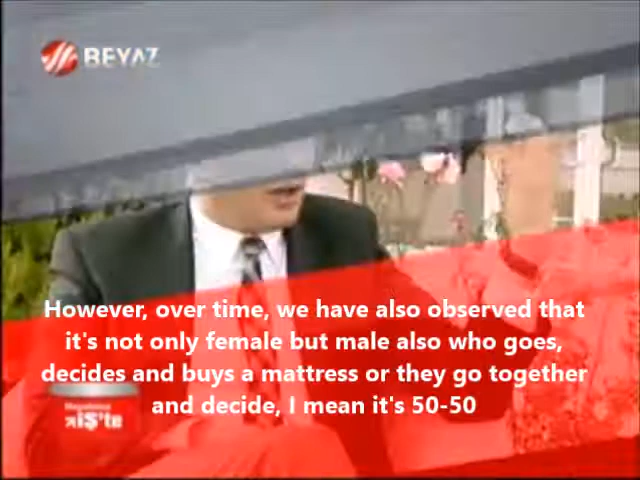 BEYAZ
However, over time, we have also observed that
it's not only female but male also who goes,
decides and buys a mattress or they go together
and decide, I mean it's 50-50